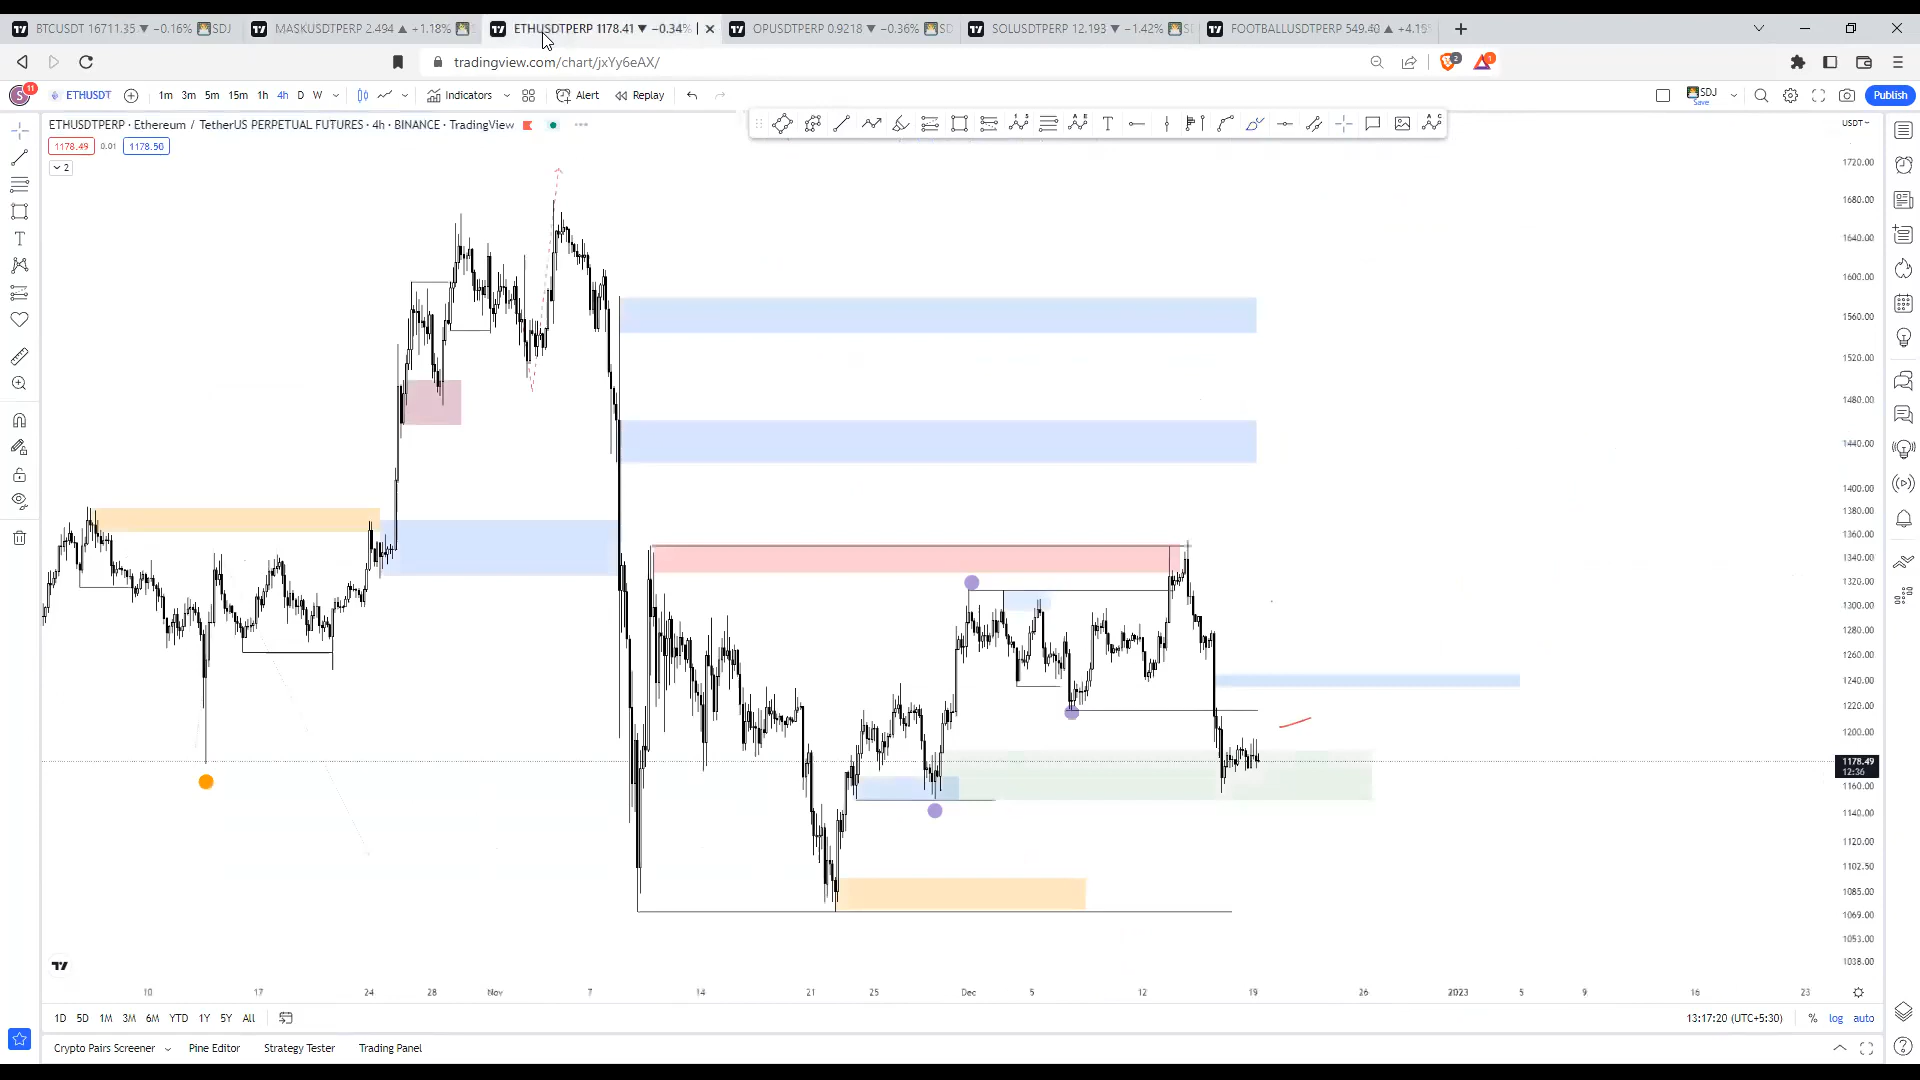 BTCUSDT 16711.35 ▼ −0.16% SDJ
MASKUSDTPERP 2.494 ▲ +1.18%
ETHUSDTPERP 1178.41 ▼ −0.34%
OPUSDTPERP 0.9218 ▼ −0.36% SD
SOLUSDTPERP 12.193 ▼ −1.42%
FOOTBALLUSDTPERP 549.40 ▲ +4.15
tradingview.com/chart/jxYy6eAX/
2
1
S
11
ETHUSDT
1m 3m 5m 15m 1h 4h D W
Indicators
Alert
Replay
SDJ
Save
Publish
ETHUSDTPERP · Ethereum / TetherUS PERPETUAL FUTURES · 4h · BINANCE · TradingView
USDT
1178.49 0.01 1178.50
2
1720.00
1680.00
1640.00
1600.00
1560.00
1520.00
1480.00
1440.00
1400.00
1380.00
1360.00
1340.00
1320.00
1300.00
1280.00
1260.00
1240.00
1220.00
1200.00
1178.49
12:36
1160.00
1140.00
1120.00
1102.50
1085.00
1069.00
1053.00
1038.00
10 17 24 28 Nov 7 14 21 25 Dec 5 12 19 26 2023 5 9 16 23
1D 5D 1M 3M 6M YTD 1Y 5Y All
13:17:20 (UTC+5:30) % log auto
Crypto Pairs Screener Pine Editor Strategy Tester Trading Panel